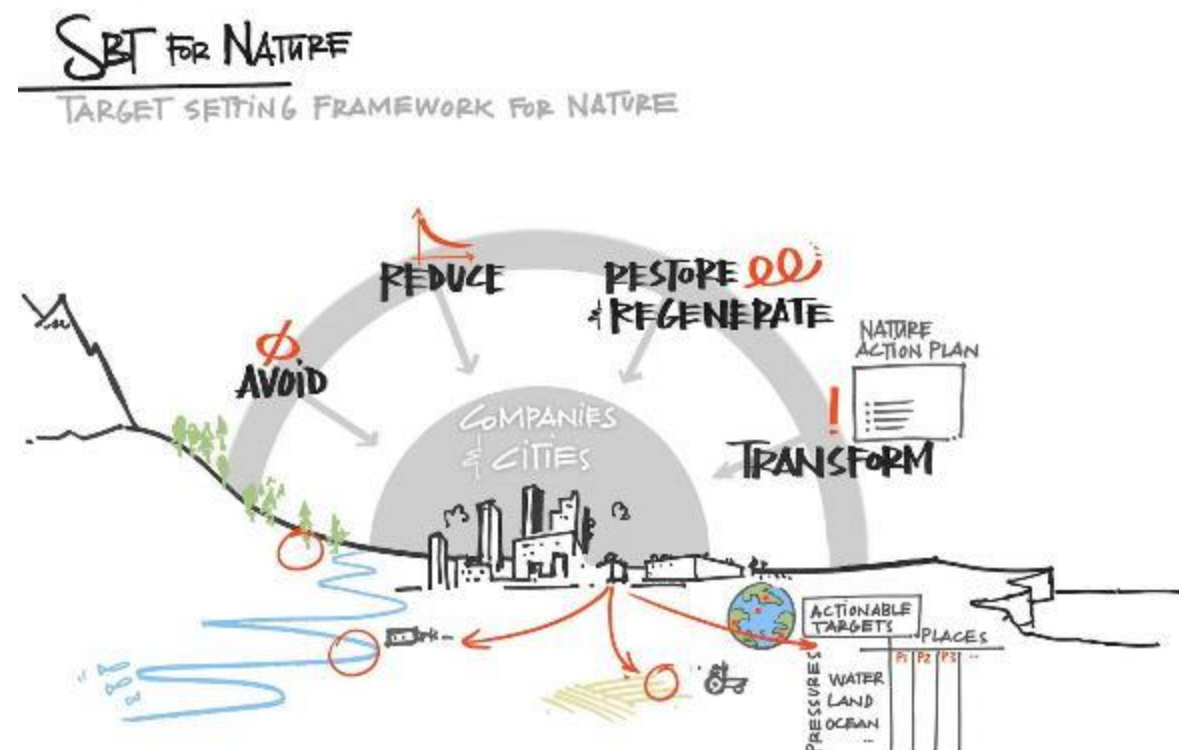 SBT FOR NATURE
TARGET SETTING FRAMEWORK FOR NATURE
REDUCE
RESTORE
& REGENERATE
AVOID
NATURE
ACTION PLAN
!
TRANSFORM
COMPANIES
& CITIES
ACTIONABLE
TARGETS
PLACES
P1 P2 P3 ..
PRESSURES
WATER
LAND
OCEAN
..